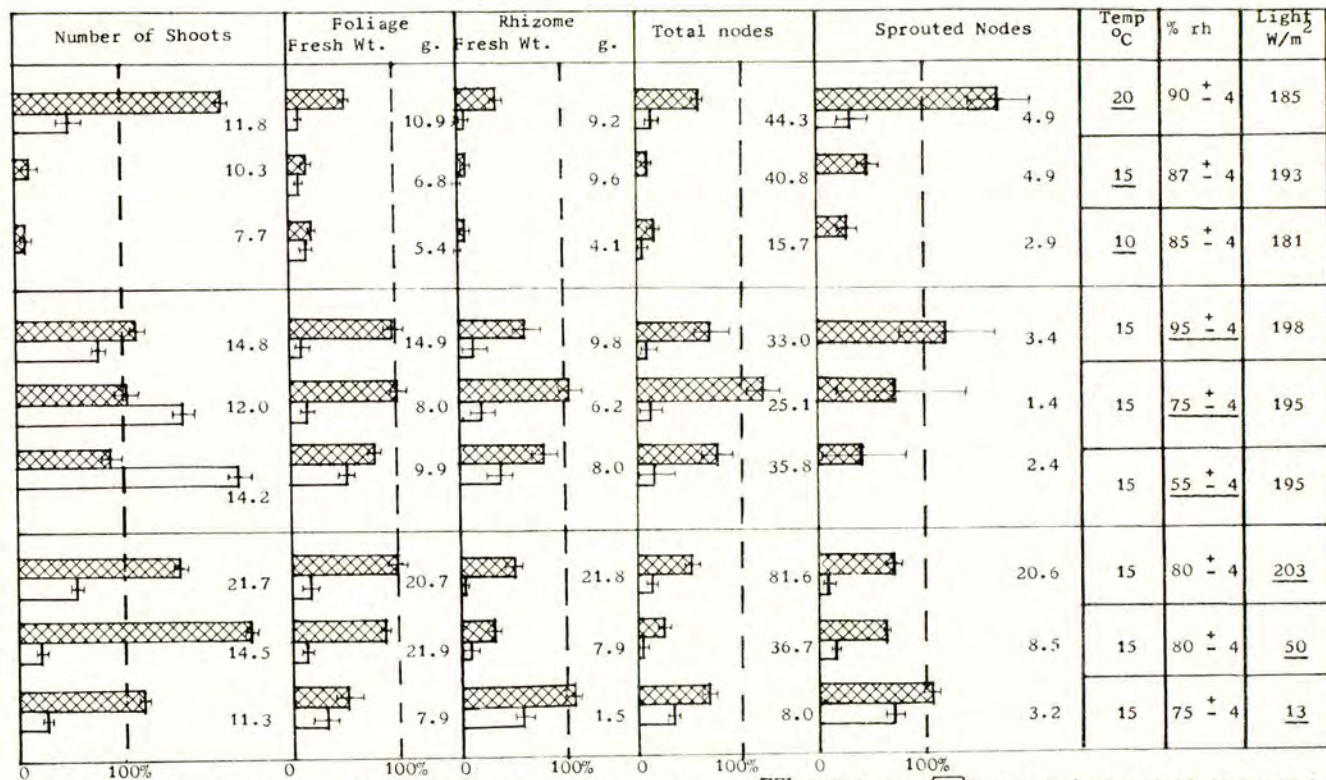 Number of Shoots Foliage Fresh Wt. g. Rhizome Fresh Wt. g. Total nodes Sprouted Nodes Temp °C % rh Light W/m²
11.8 10.9 9.2 44.3 4.9 20 90 ± 4 185
10.3 6.8 9.6 40.8 4.9 15 87 ± 4 193
7.7 5.4 4.1 15.7 2.9 10 85 ± 4 181
14.8 14.9 9.8 33.0 3.4 15 95 ± 4 198
12.0 8.0 6.2 25.1 1.4 15 75 ± 4 195
14.2 9.9 8.0 35.8 2.4 15 55 ± 4 195
21.7 20.7 21.8 81.6 20.6 15 80 ± 4 203
14.5 21.9 7.9 36.7 8.5 15 80 ± 4 50
11.3 7.9 1.5 8.0 3.2 15 75 ± 4 13
0 100% 0 100% 0 100% 0 100% 0 100%